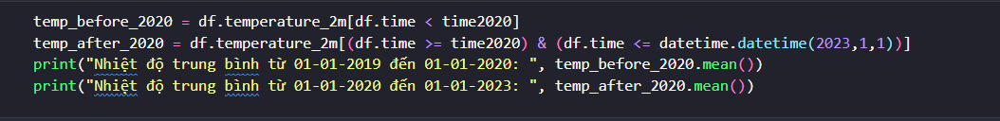 temp_before_2020 = df.temperature_2m[df.time < time2020]
temp_after_2020 = df.temperature_2m[(df.time >= time2020) & (df.time <= datetime.datetime(2023,1,1))]
print("Nhiệt độ trung bình từ 01-01-2019 đến 01-01-2020: ", temp_before_2020.mean())
print("Nhiệt độ trung bình từ 01-01-2020 đến 01-01-2023: ", temp_after_2020.mean())